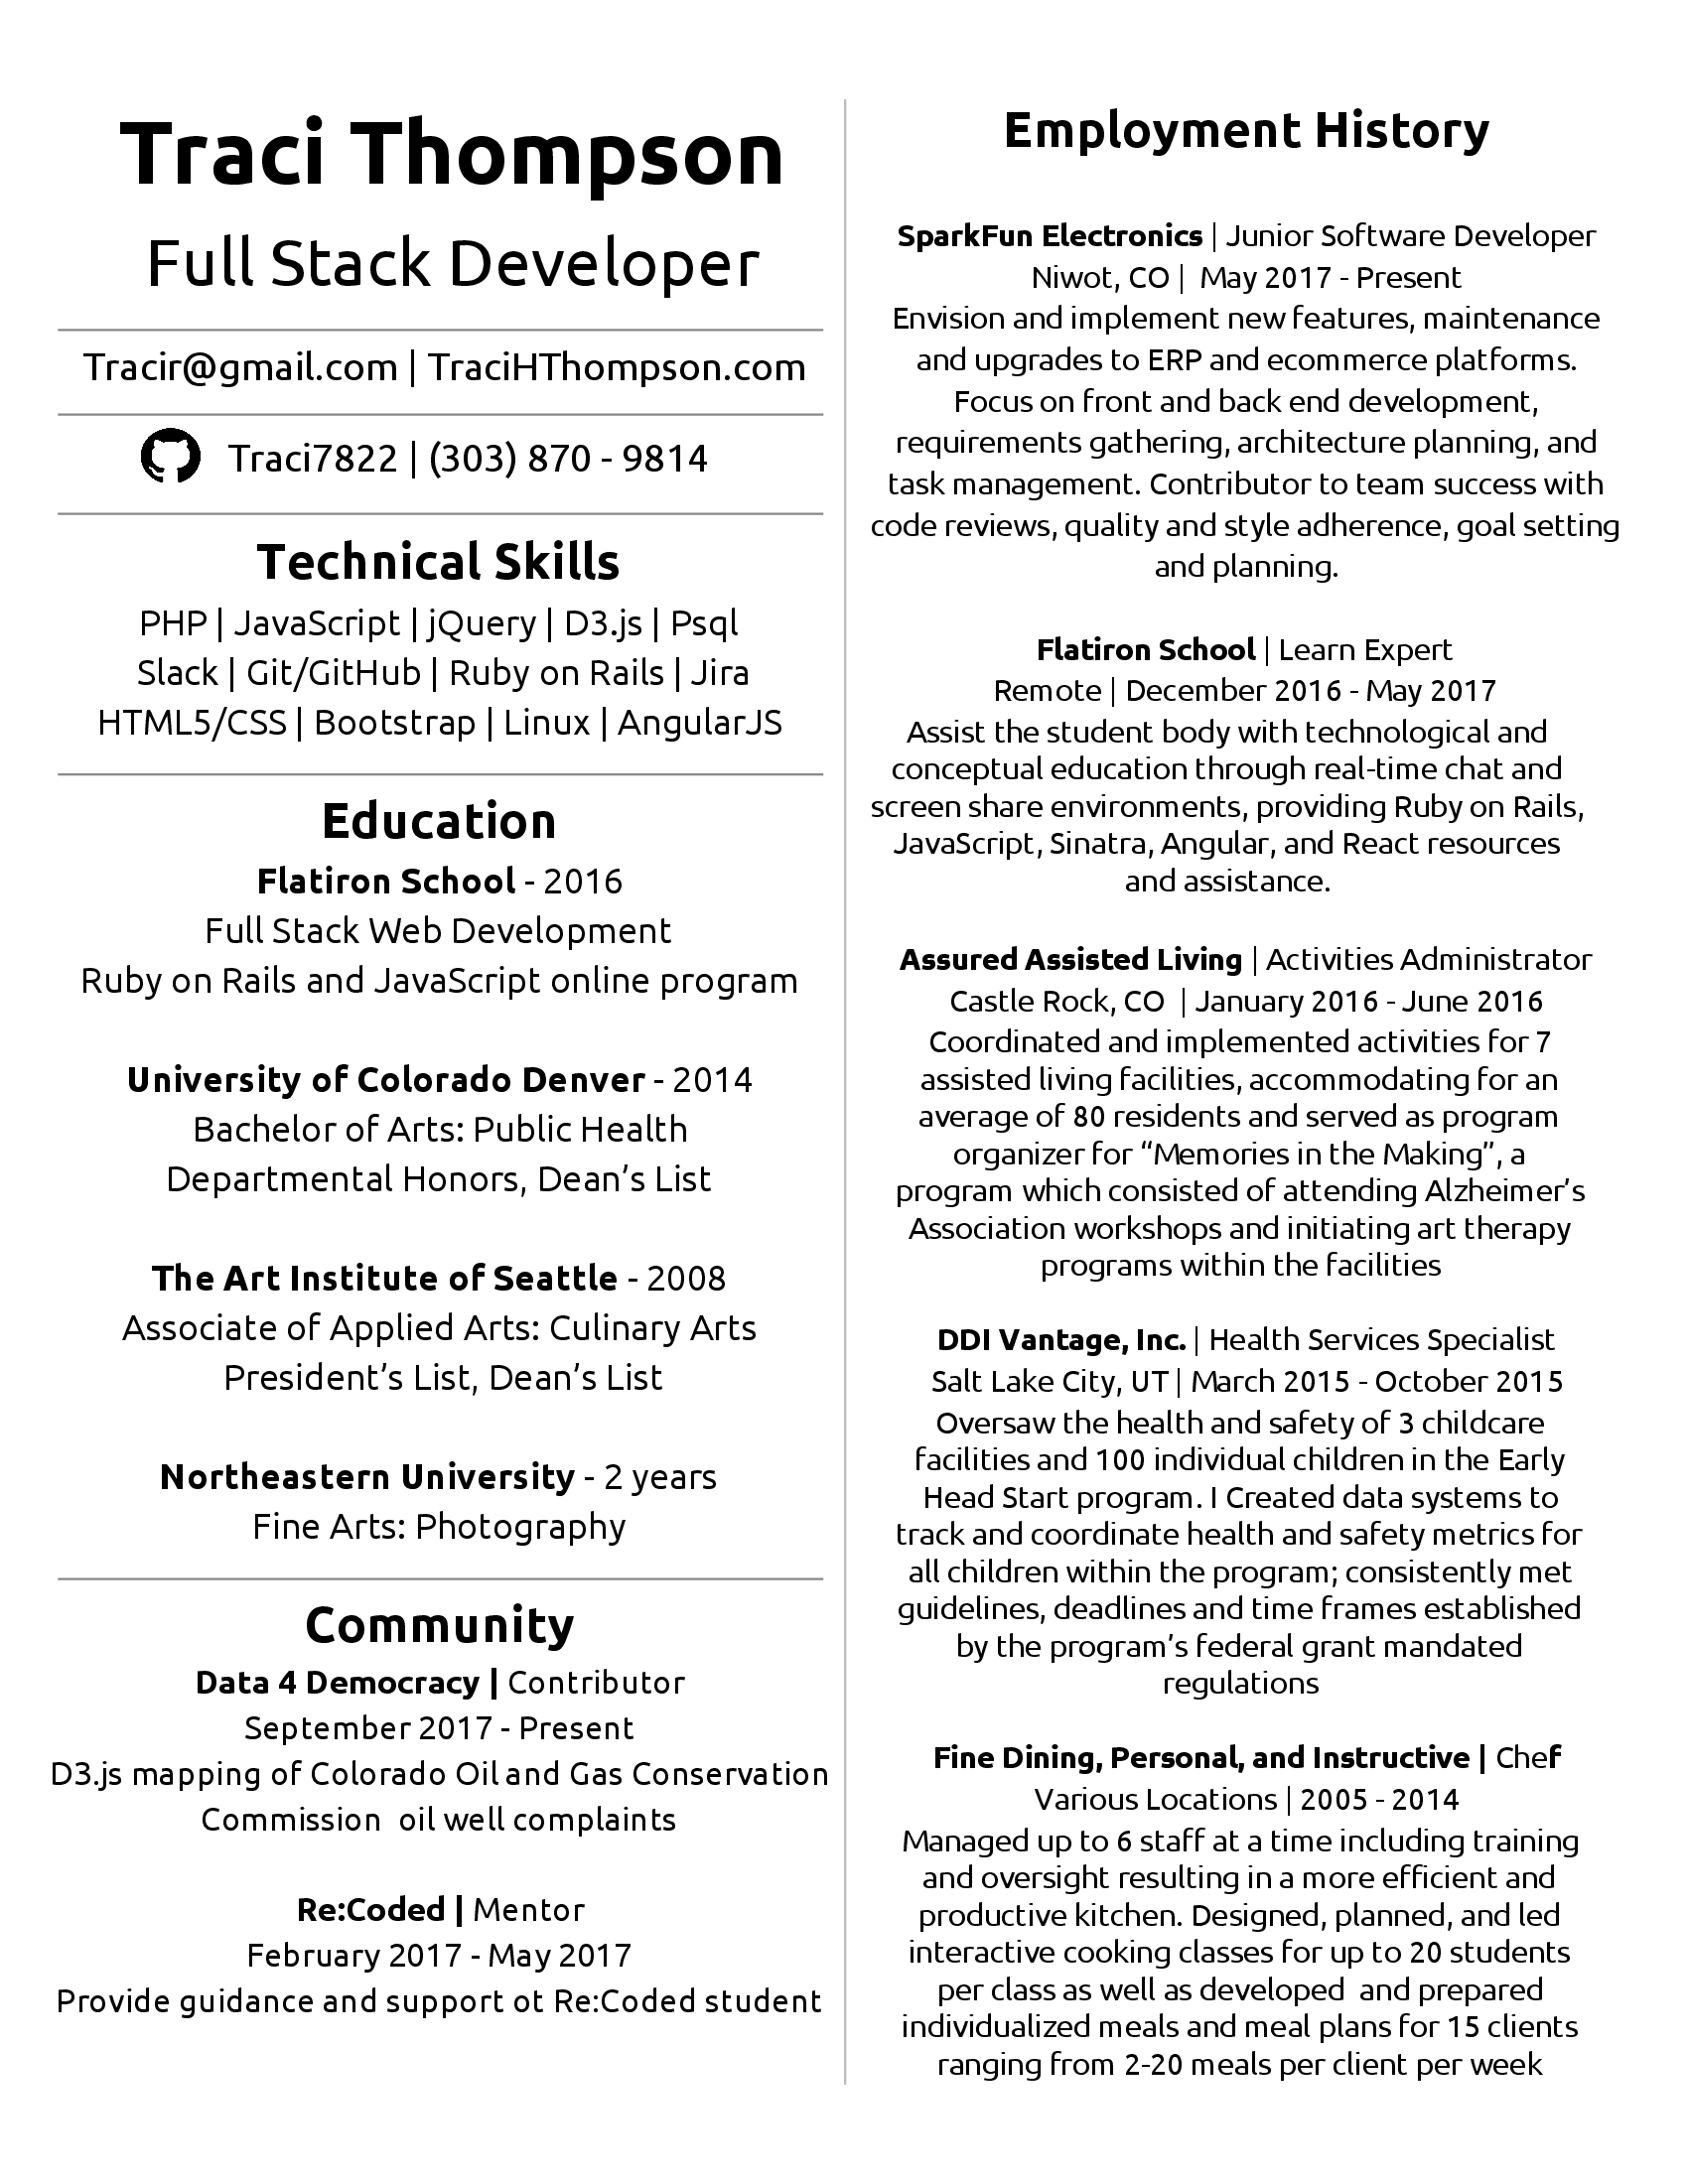 Traci Thompson
Full Stack Developer
Tracir@gmail.com | TraciHThompson.com
Traci7822 | (303) 870 - 9814
Technical Skills
PHP | JavaScript | jQuery | D3.js | Psql
Slack | Git/GitHub | Ruby on Rails | Jira
HTML5/CSS | Bootstrap | Linux | AngularJS
Education
Flatiron School - 2016
Full Stack Web Development
Ruby on Rails and JavaScript online program
University of Colorado Denver - 2014
Bachelor of Arts: Public Health
Departmental Honors, Dean’s List
The Art Institute of Seattle - 2008
Associate of Applied Arts: Culinary Arts
President’s List, Dean’s List
Northeastern University - 2 years
Fine Arts: Photography
Community
Data 4 Democracy | Contributor
September 2017 - Present
D3.js mapping of Colorado Oil and Gas Conservation
Commission  oil well complaints
Re:Coded | Mentor
February 2017 - May 2017
Provide guidance and support ot Re:Coded student
Employment History
SparkFun Electronics | Junior Software Developer
Niwot, CO |  May 2017 - Present
Envision and implement new features, maintenance
and upgrades to ERP and ecommerce platforms.
Focus on front and back end development,
requirements gathering, architecture planning, and
task management. Contributor to team success with
code reviews, quality and style adherence, goal setting
and planning.
Flatiron School | Learn Expert
Remote | December 2016 - May 2017
Assist the student body with technological and
conceptual education through real-time chat and
screen share environments, providing Ruby on Rails,
JavaScript, Sinatra, Angular, and React resources
and assistance.
Assured Assisted Living | Activities Administrator
Castle Rock, CO  | January 2016 - June 2016
Coordinated and implemented activities for 7
assisted living facilities, accommodating for an
average of 80 residents and served as program
organizer for “Memories in the Making”, a
program which consisted of attending Alzheimer’s
Association workshops and initiating art therapy
programs within the facilities
DDI Vantage, Inc. | Health Services Specialist
Salt Lake City, UT | March 2015 - October 2015
Oversaw the health and safety of 3 childcare
facilities and 100 individual children in the Early
Head Start program. I Created data systems to
track and coordinate health and safety metrics for
all children within the program; consistently met
guidelines, deadlines and time frames established
by the program’s federal grant mandated
regulations
Fine Dining, Personal, and Instructive | Chef
Various Locations | 2005 - 2014
Managed up to 6 staff at a time including training
and oversight resulting in a more efficient and
productive kitchen. Designed, planned, and led
interactive cooking classes for up to 20 students
per class as well as developed  and prepared
individualized meals and meal plans for 15 clients
ranging from 2-20 meals per client per week